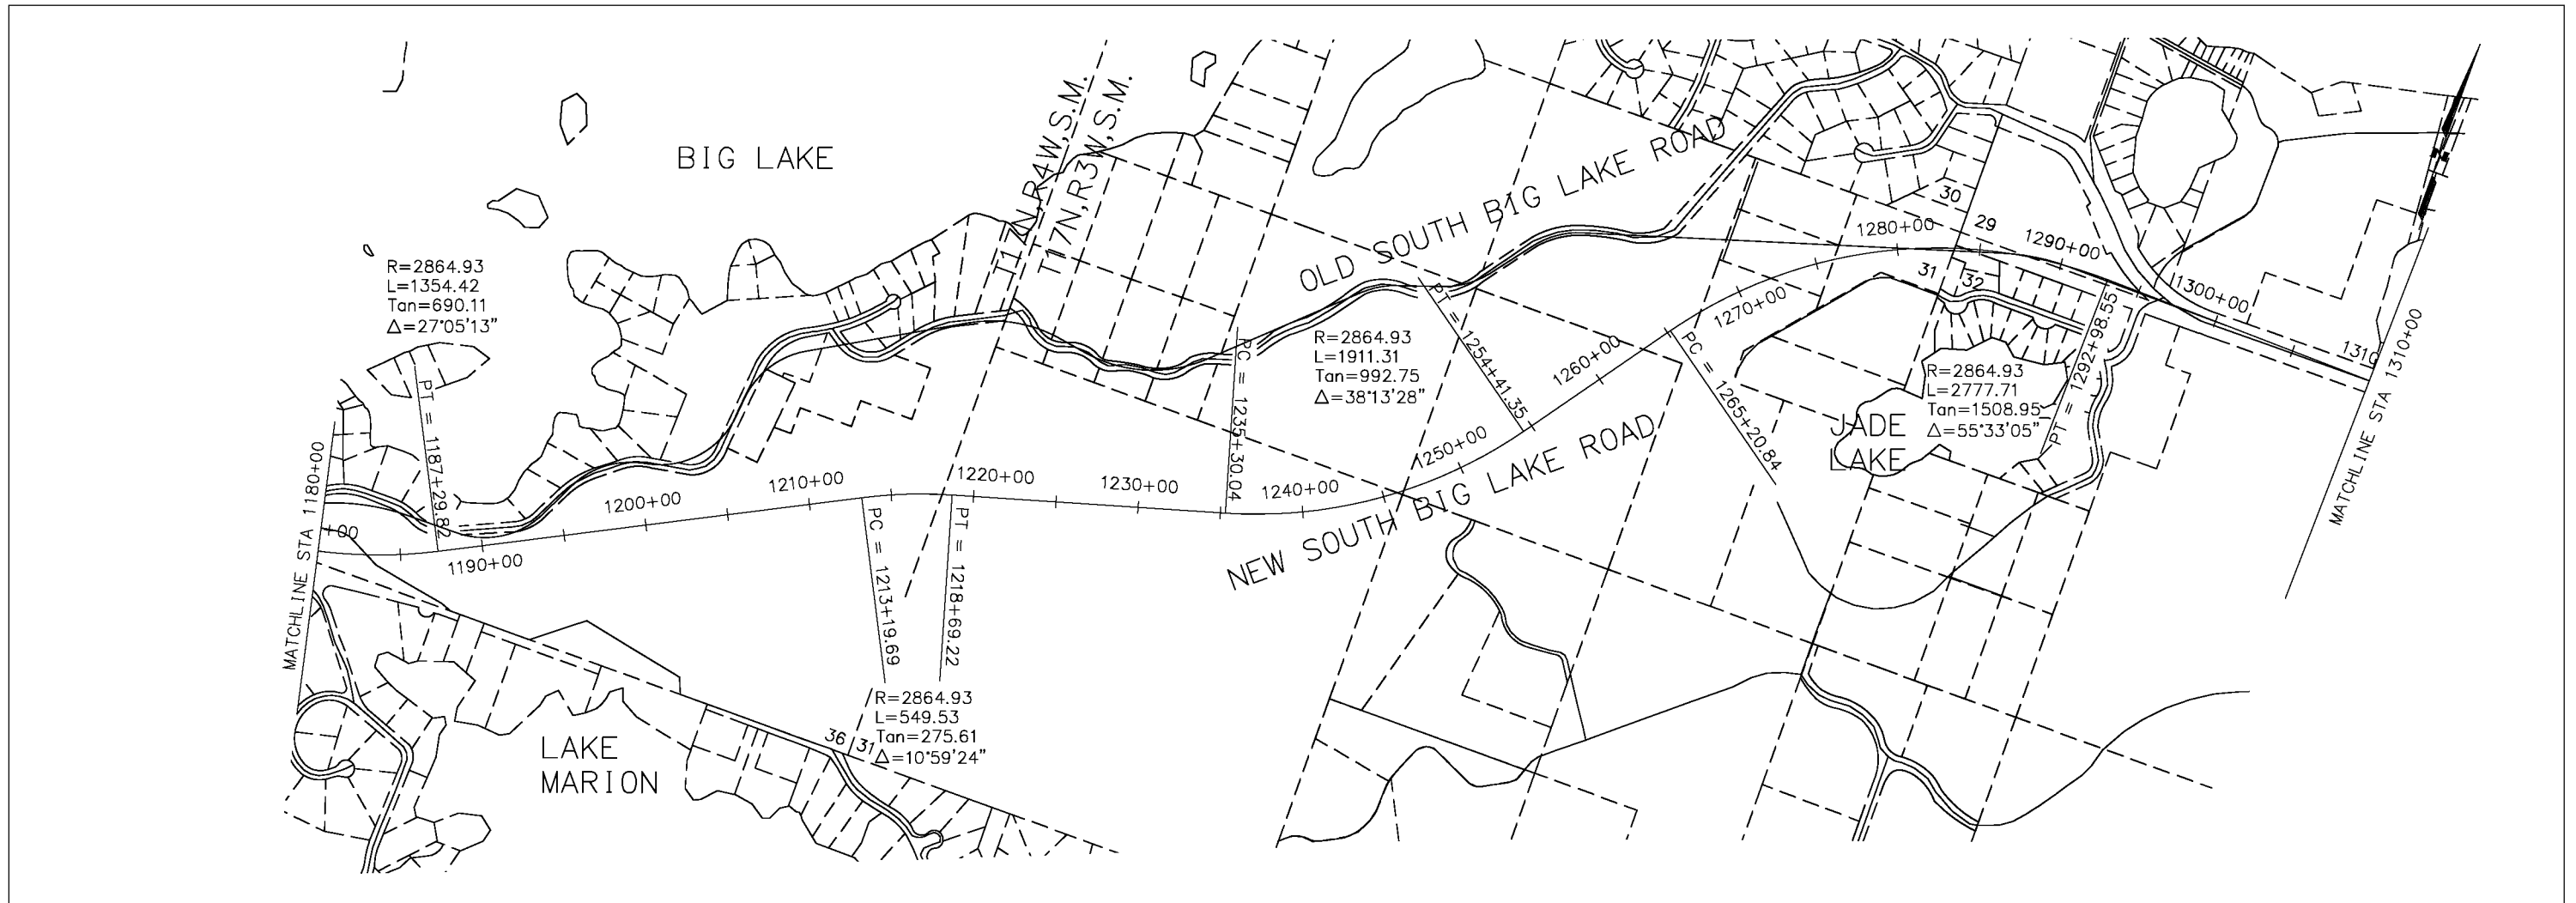 BIG LAKE
T17N,R4W,S.M.
T17N,R3W,S.M.
OLD SOUTH BIG LAKE ROAD
30
29
1280+00
1290+00
1300+00
1310
R=2864.93
L=1354.42
Tan=690.11
Δ=27°05'13"
PT = 1187+29.82
R=2864.93
L=1911.31
Tan=992.75
Δ=38°13'28"
PC = 1235+30.04
PT = 1254+41.35
1260+00
1270+00
31
32
PC = 1265+20.84
R=2864.93
L=2777.71
Tan=1508.95
Δ=55°33'05"
PT = 1292+98.55
JADE
LAKE
MATCHLINE STA 1310+00
MATCHLINE STA 1180+00
+00
1190+00
1200+00
1210+00
1220+00
1230+00
1240+00
1250+00
NEW SOUTH BIG LAKE ROAD
PC = 1213+19.69
PT = 1218+69.22
R=2864.93
L=549.53
Tan=275.61
Δ=10°59'24"
36
31
LAKE
MARION